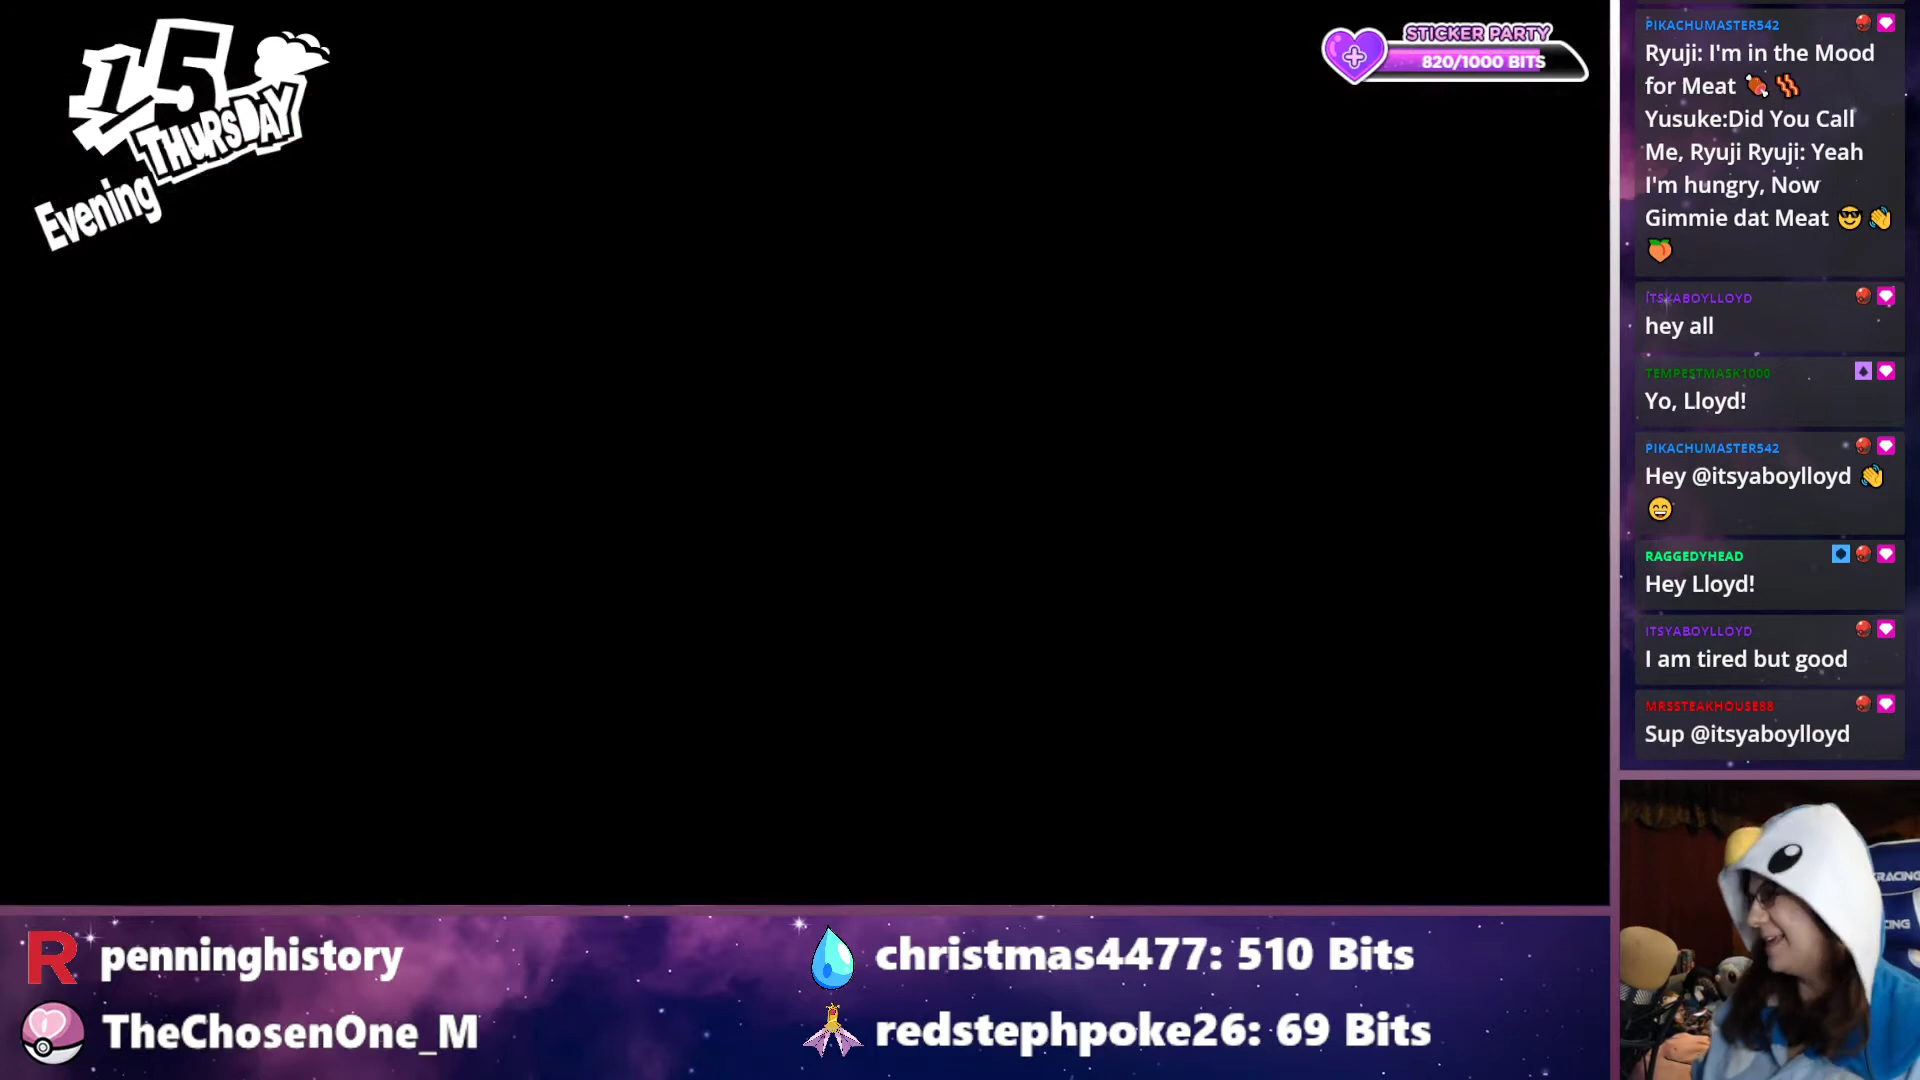 15
THURSDAY
Evening
STICKER PARTY
820/1000 BITS
PIKACHUMASTER542
Ryuji: I'm in the Mood
for Meat 🍖 🥓
Yusuke:Did You Call
Me, Ryuji Ryuji: Yeah
I'm hungry, Now
Gimmie dat Meat 😎 👋
🍑
ITSYABOYLLOYD
hey all
TEMPESTMASK1000
Yo, Lloyd!
PIKACHUMASTER542
Hey @itsyaboylloyd 👋
😄
RAGGEDYHEAD
Hey Lloyd!
ITSYABOYLLOYD
I am tired but good
MRSSTEAKHOUSE88
Sup @itsyaboylloyd
R penninghistory
TheChosenOne_M
christmas4477: 510 Bits
redstephpoke26: 69 Bits